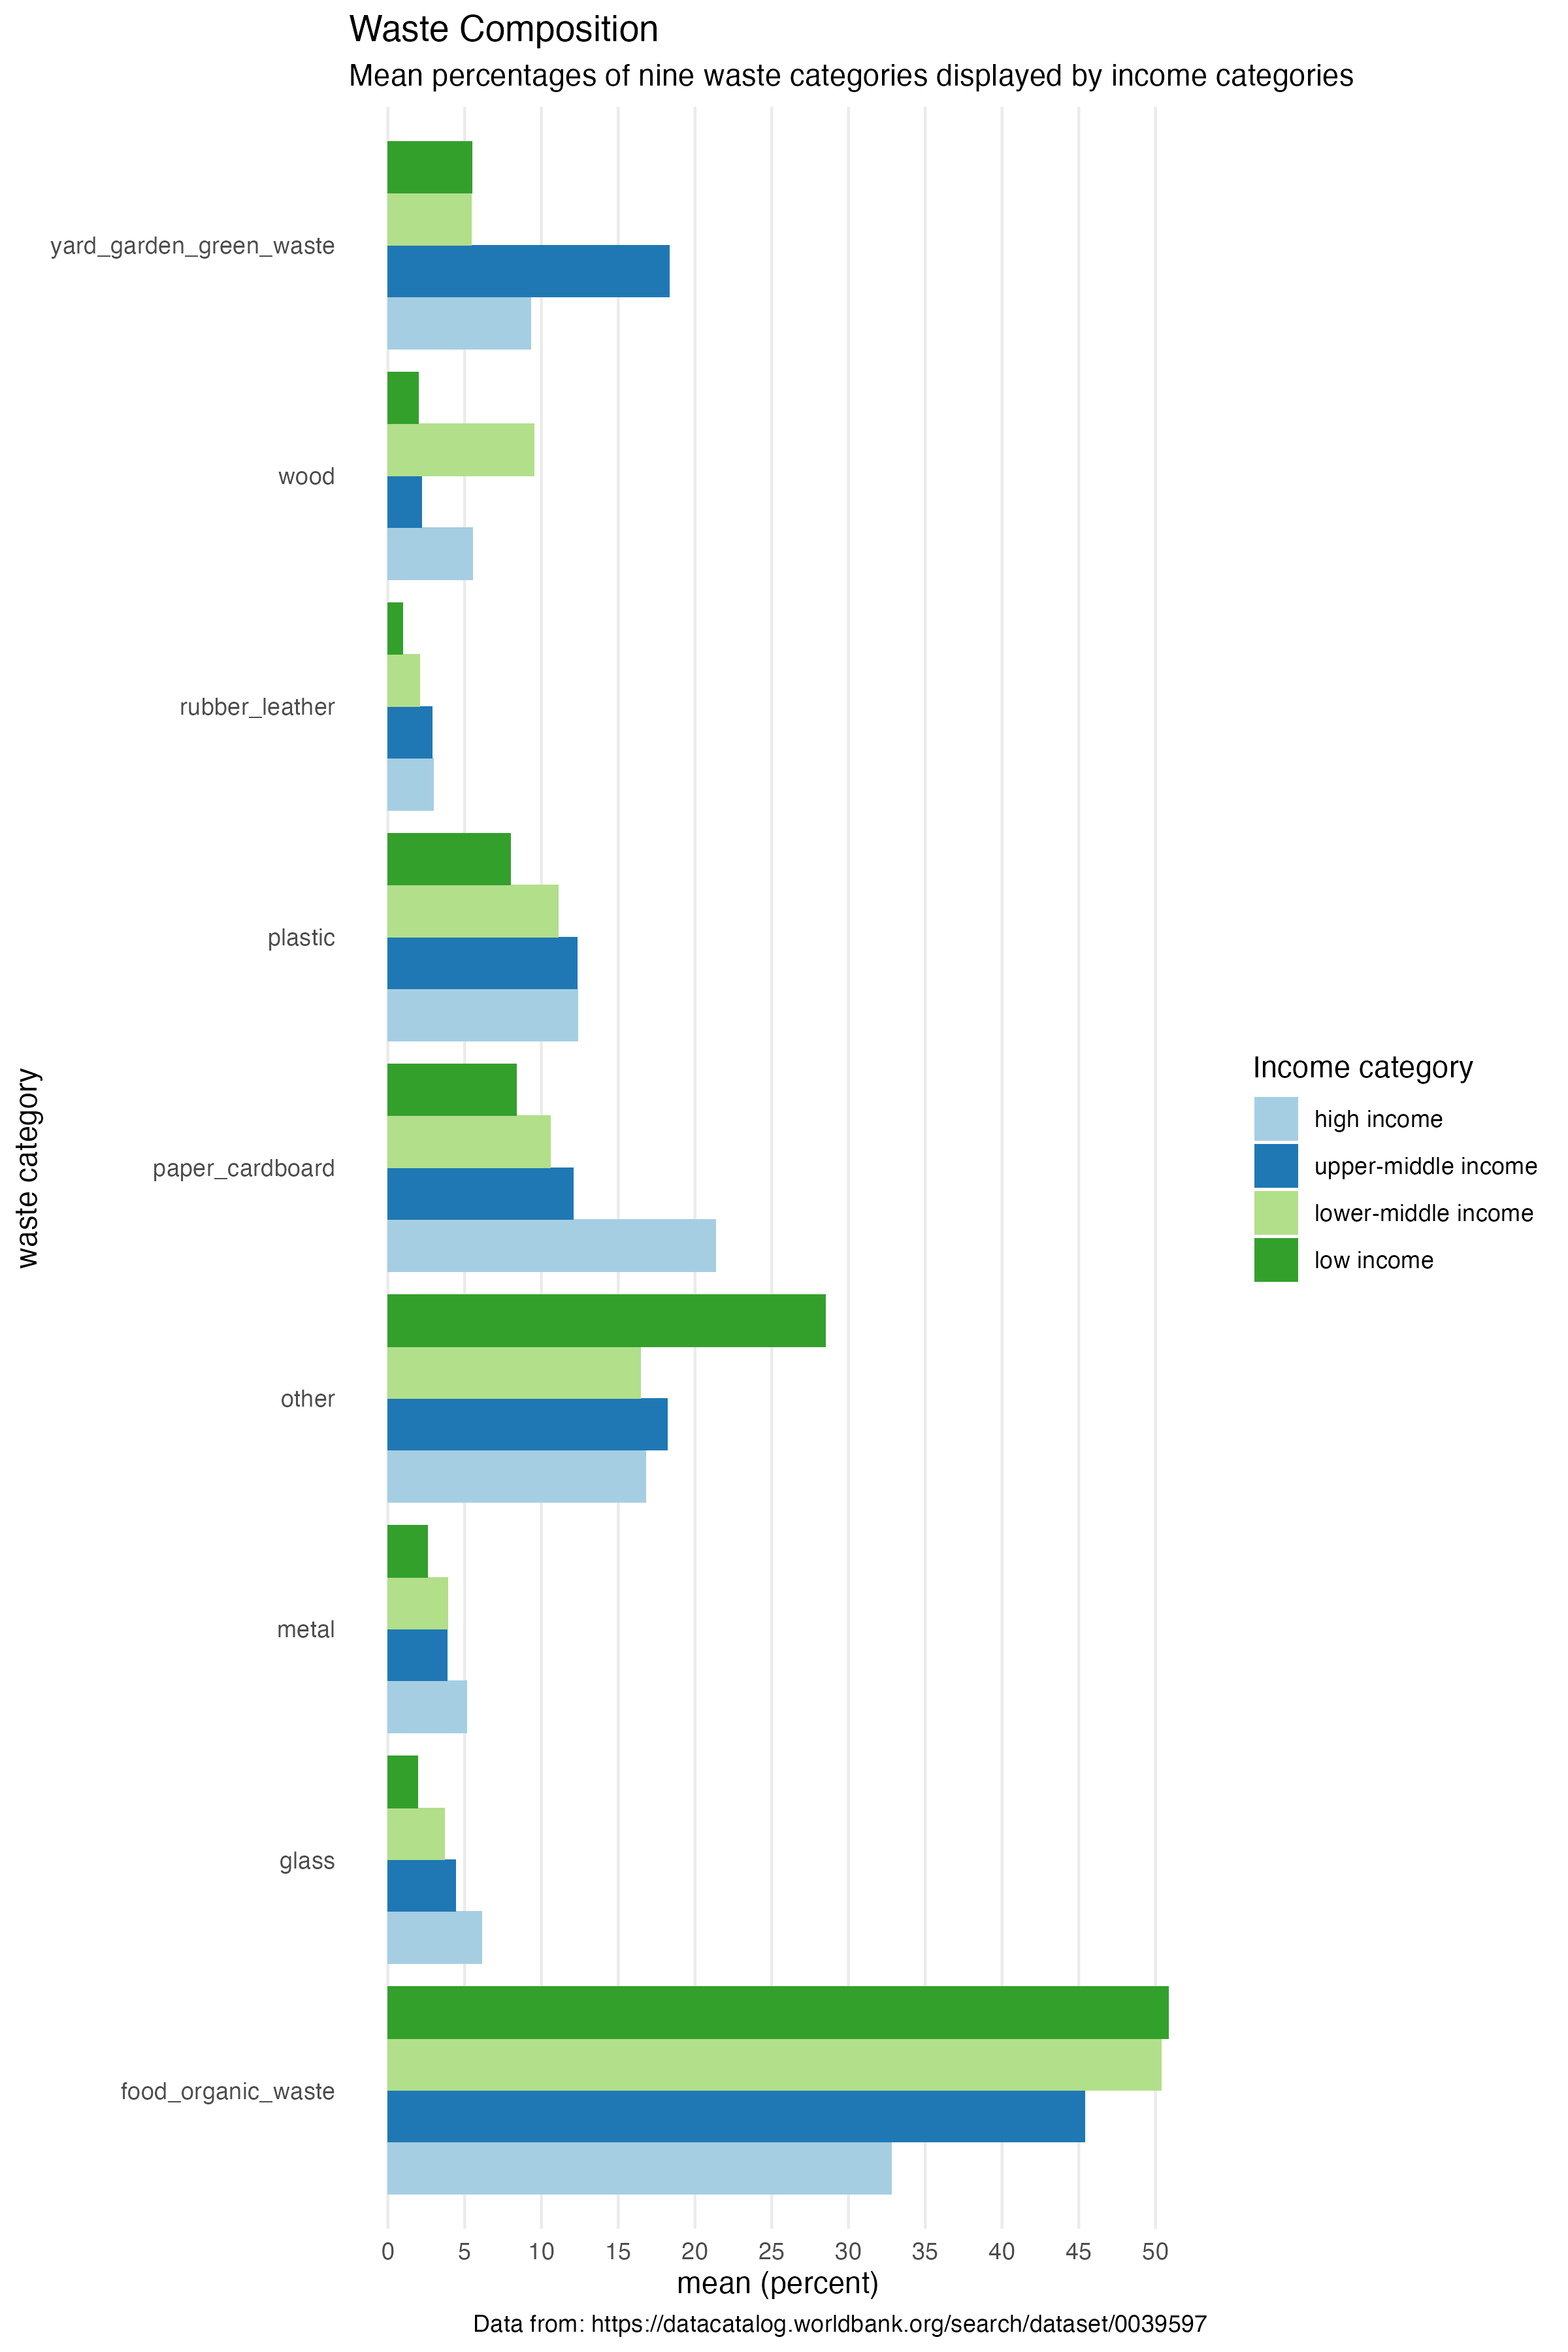 Waste Composition
Mean percentages of nine waste categories displayed by income categories
yard_garden_green_waste
wood
rubber_leather
plastic
paper_cardboard
other
metal
glass
food_organic_waste
waste category
0 5 10 15 20 25 30 35 40 45 50
mean (percent)
Income category
high income
upper-middle income
lower-middle income
low income
Data from: https://datacatalog.worldbank.org/search/dataset/0039597